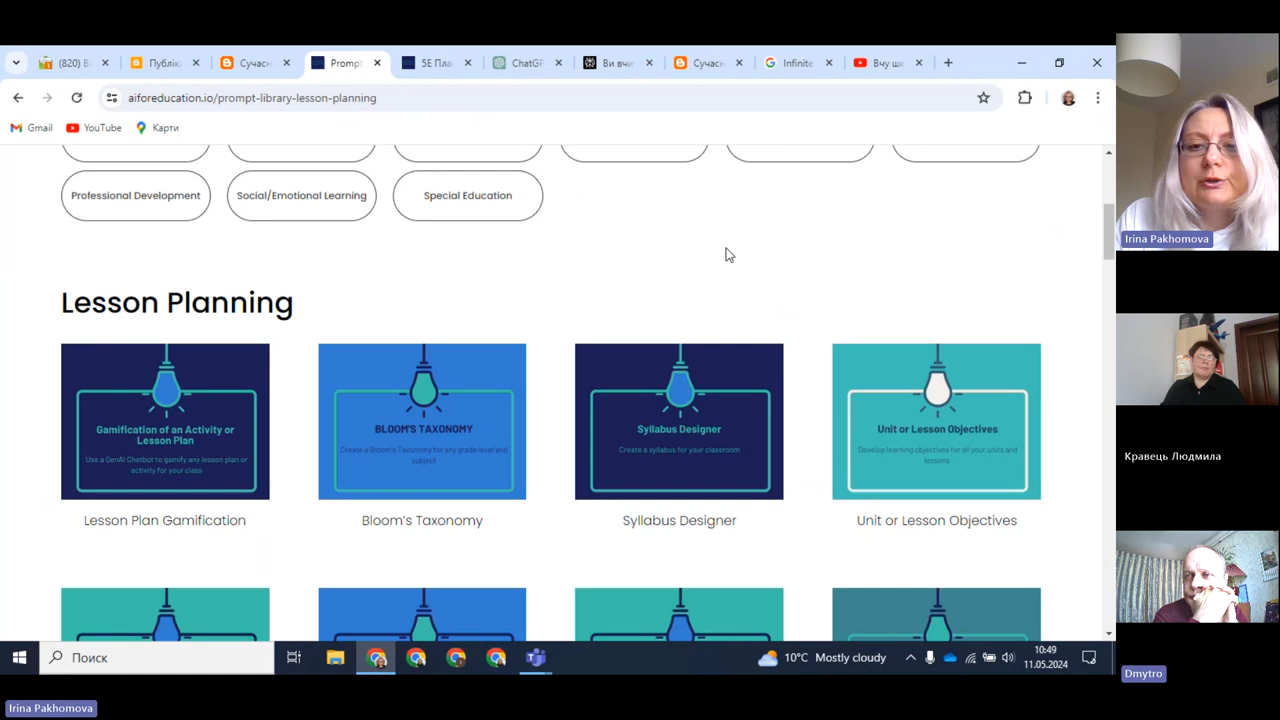 (820) В
Публік
Сучасн
Prompt
5E Пла
ChatGP
Ви вчит
Сучасн
Infinite
Вчу шк
aiforeducation.io/prompt-library-lesson-planning
Gmail
YouTube
Карти
Professional Development
Social/Emotional Learning
Special Education
Irina Pakhomova
Lesson Planning
Gamification of an Activity or
Lesson Plan
Use a GenAI Chatbot to gamify any lesson plan or
activity for your class
BLOOM'S TAXONOMY
Create a Bloom's Taxonomy for any grade level and
subject
Syllabus Designer
Create a syllabus for your classroom
Unit or Lesson Objectives
Develop learning objectives for all your units and
lessons
Lesson Plan Gamification
Bloom's Taxonomy
Syllabus Designer
Unit or Lesson Objectives
Кравець Людмила
Поиск
10°C Mostly cloudy
10:49
11.05.2024
Dmytro
Irina Pakhomova